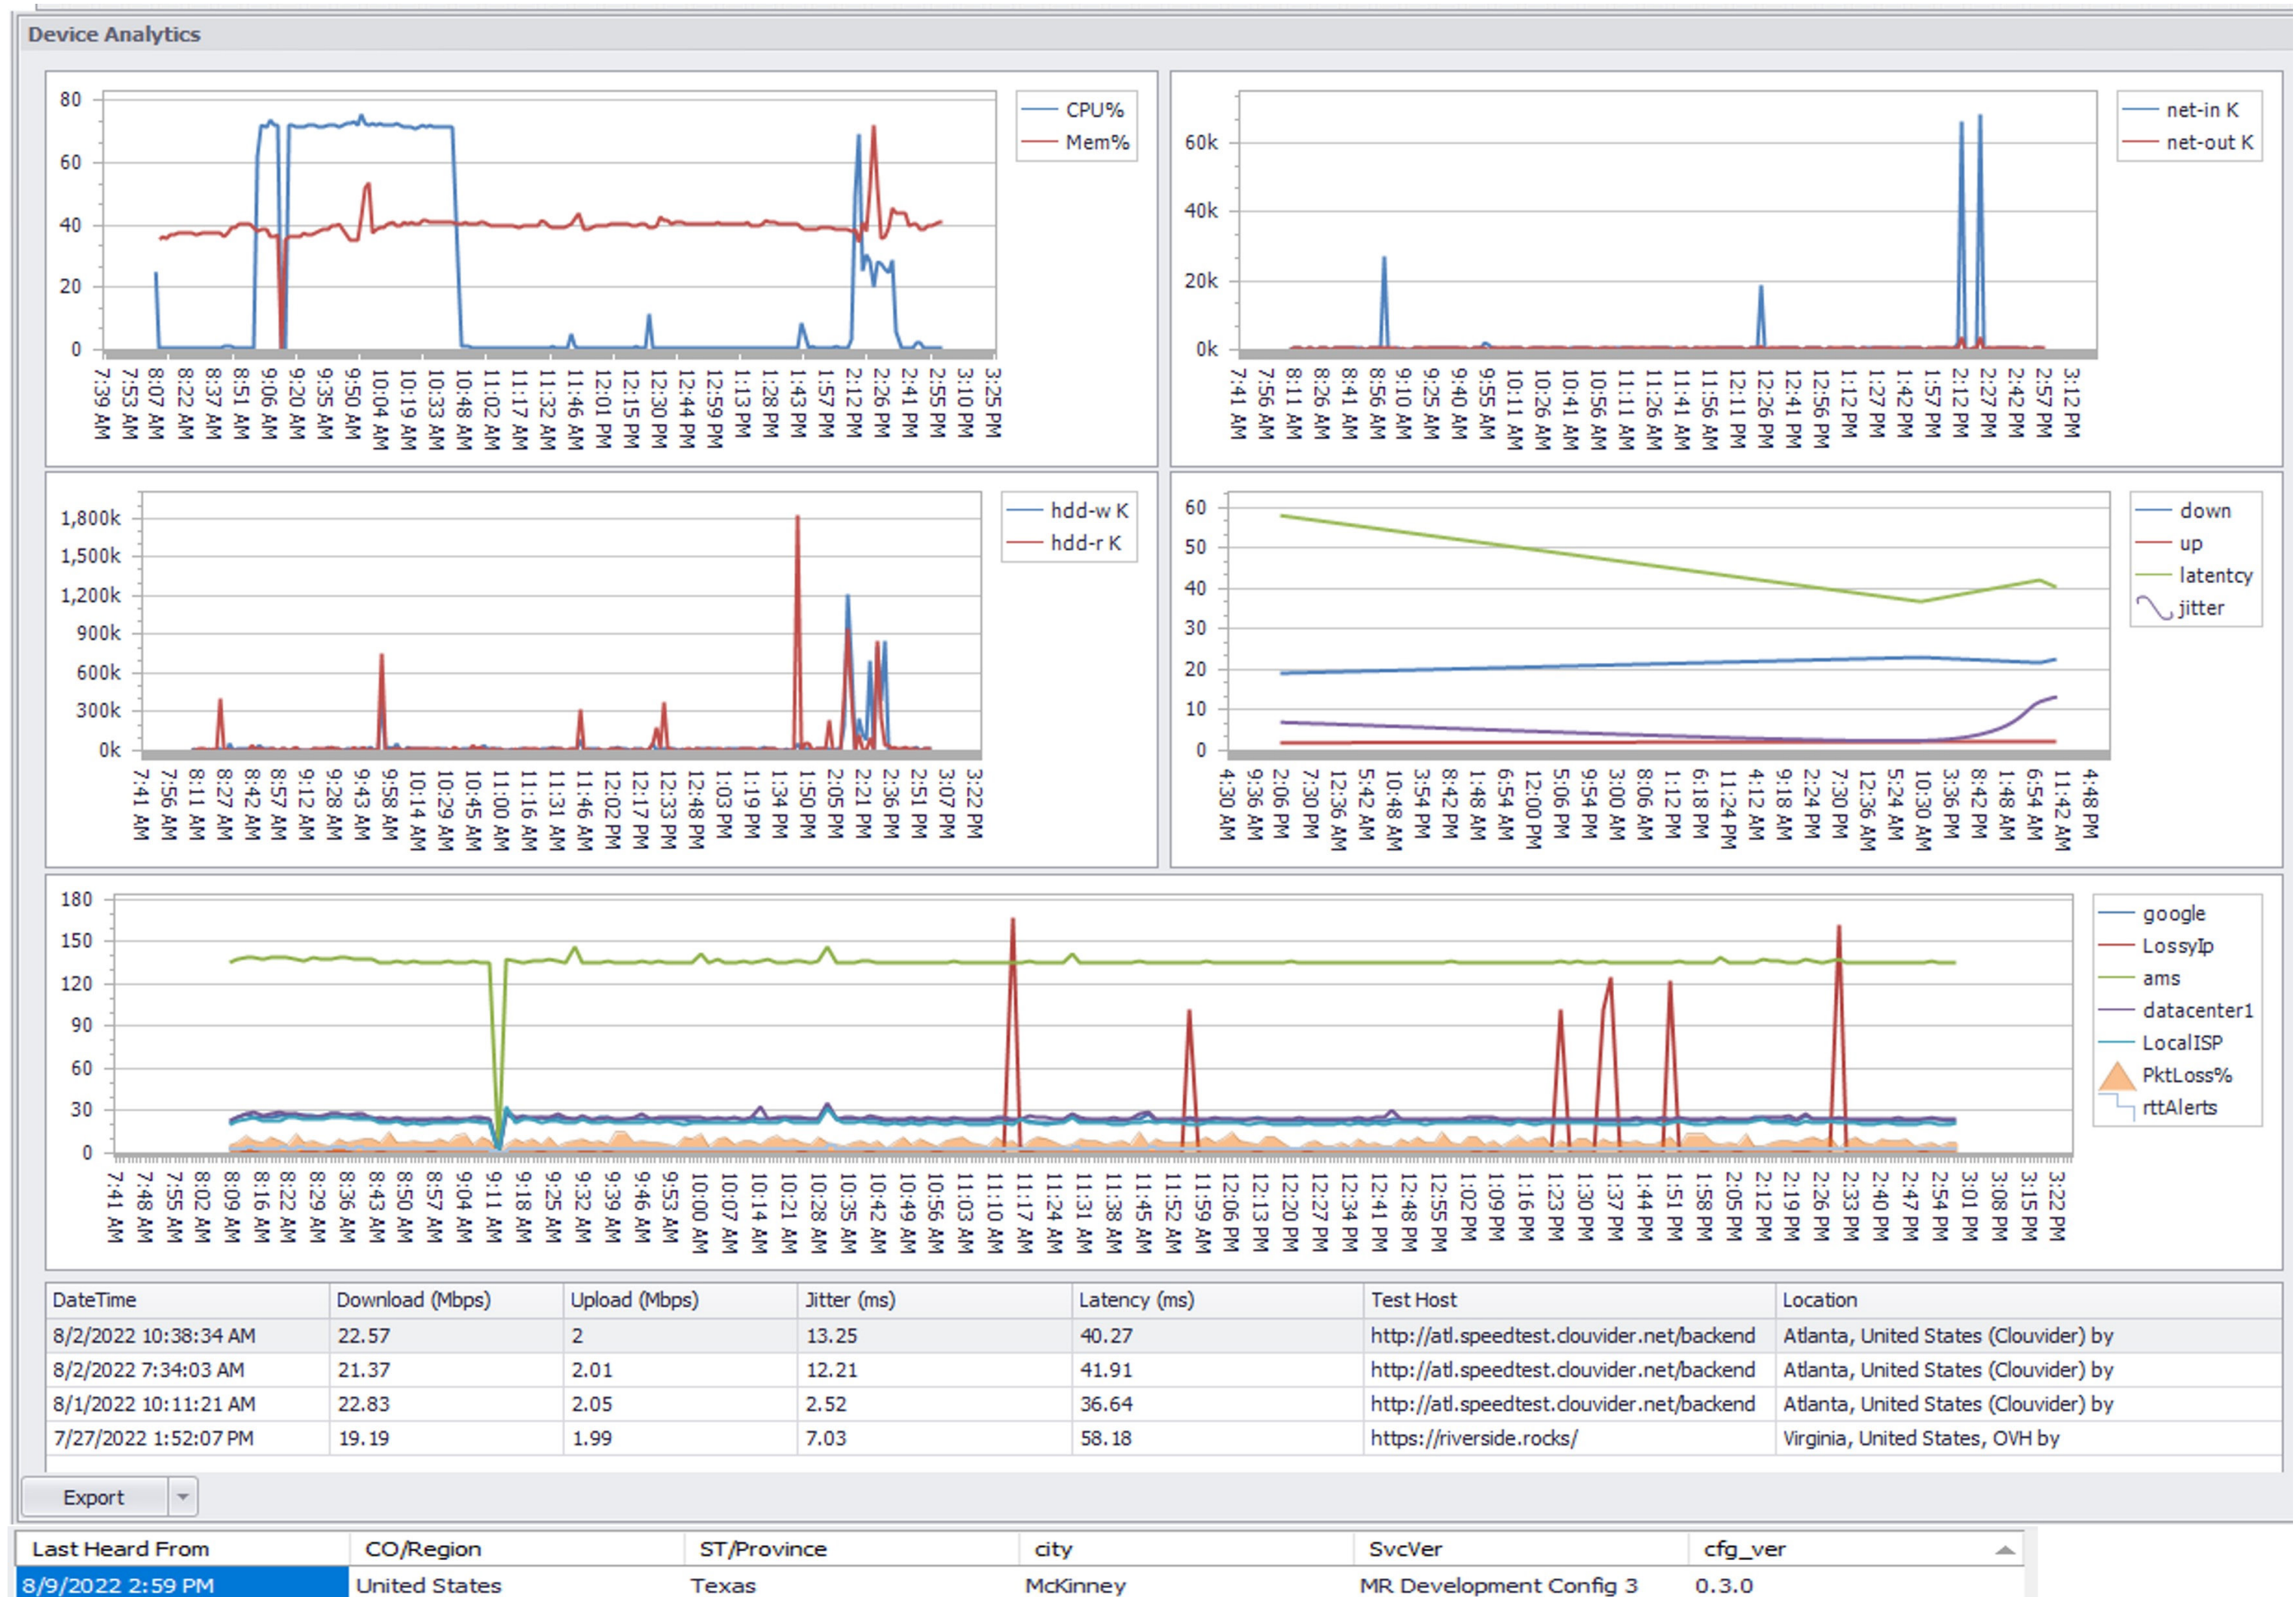 Device Analytics
80
60
40
20
0
7:39 AM 7:53 AM 8:07 AM 8:22 AM 8:37 AM 8:51 AM 9:06 AM 9:20 AM 9:35 AM 9:50 AM 10:04 AM 10:19 AM 10:33 AM 10:48 AM 11:02 AM 11:17 AM 11:32 AM 11:46 AM 12:01 PM 12:15 PM 12:30 PM 12:44 PM 12:59 PM 1:13 PM 1:28 PM 1:43 PM 1:57 PM 2:12 PM 2:26 PM 2:41 PM 2:55 PM 3:10 PM 3:25 PM
CPU%
Mem%
60k
40k
20k
0k
7:41 AM 7:56 AM 8:11 AM 8:26 AM 8:41 AM 8:56 AM 9:10 AM 9:25 AM 9:40 AM 9:55 AM 10:11 AM 10:26 AM 10:41 AM 10:56 AM 11:11 AM 11:26 AM 11:41 AM 11:56 AM 12:11 PM 12:26 PM 12:41 PM 12:56 PM 1:12 PM 1:27 PM 1:42 PM 1:57 PM 2:12 PM 2:27 PM 2:42 PM 2:57 PM 3:12 PM
net-in K
net-out K
1,800k
1,500k
1,200k
900k
600k
300k
0k
7:41 AM 7:56 AM 8:11 AM 8:27 AM 8:42 AM 8:57 AM 9:12 AM 9:28 AM 9:43 AM 9:58 AM 10:14 AM 10:29 AM 10:45 AM 11:00 AM 11:16 AM 11:31 AM 11:46 AM 12:02 PM 12:17 PM 12:33 PM 12:48 PM 1:03 PM 1:19 PM 1:34 PM 1:50 PM 2:05 PM 2:21 PM 2:36 PM 2:51 PM 3:07 PM 3:22 PM
hdd-w K
hdd-r K
60
50
40
30
20
10
0
4:30 AM 9:36 AM 2:06 PM 7:30 PM 12:36 AM 5:42 AM 10:48 AM 3:54 PM 8:42 PM 1:48 AM 6:54 AM 12:00 PM 5:06 PM 9:54 PM 3:00 AM 8:06 AM 1:12 PM 6:18 PM 11:24 PM 4:12 AM 9:18 AM 2:24 PM 7:30 PM 12:36 AM 5:24 AM 10:30 AM 3:36 PM 8:42 PM 1:48 AM 6:54 AM 11:42 AM 4:48 PM
down
up
latentcy
jitter
180
150
120
90
60
30
0
7:41 AM 7:48 AM 7:55 AM 8:02 AM 8:09 AM 8:16 AM 8:22 AM 8:29 AM 8:36 AM 8:43 AM 8:50 AM 8:57 AM 9:04 AM 9:11 AM 9:18 AM 9:25 AM 9:32 AM 9:39 AM 9:46 AM 9:53 AM 10:00 AM 10:07 AM 10:14 AM 10:21 AM 10:28 AM 10:35 AM 10:42 AM 10:49 AM 10:56 AM 11:03 AM 11:10 AM 11:17 AM 11:24 AM 11:31 AM 11:38 AM 11:45 AM 11:52 AM 11:59 AM 12:06 PM 12:13 PM 12:20 PM 12:27 PM 12:34 PM 12:41 PM 12:48 PM 12:55 PM 1:02 PM 1:09 PM 1:16 PM 1:23 PM 1:30 PM 1:37 PM 1:44 PM 1:51 PM 1:58 PM 2:05 PM 2:12 PM 2:19 PM 2:26 PM 2:33 PM 2:40 PM 2:47 PM 2:54 PM 3:01 PM 3:08 PM 3:15 PM 3:22 PM
google
LossyIp
ams
datacenter1
LocalISP
PktLoss%
rttAlerts
DateTime Download (Mbps) Upload (Mbps) Jitter (ms) Latency (ms) Test Host Location
8/2/2022 10:38:34 AM 22.57 2 13.25 40.27 http://atl.speedtest.clouvider.net/backend Atlanta, United States (Clouvider) by
8/2/2022 7:34:03 AM 21.37 2.01 12.21 41.91 http://atl.speedtest.clouvider.net/backend Atlanta, United States (Clouvider) by
8/1/2022 10:11:21 AM 22.83 2.05 2.52 36.64 http://atl.speedtest.clouvider.net/backend Atlanta, United States (Clouvider) by
7/27/2022 1:52:07 PM 19.19 1.99 7.03 58.18 https://riverside.rocks/ Virginia, United States, OVH by
Export
Last Heard From CO/Region ST/Province city SvcVer cfg_ver
8/9/2022 2:59 PM United States Texas McKinney MR Development Config 3 0.3.0